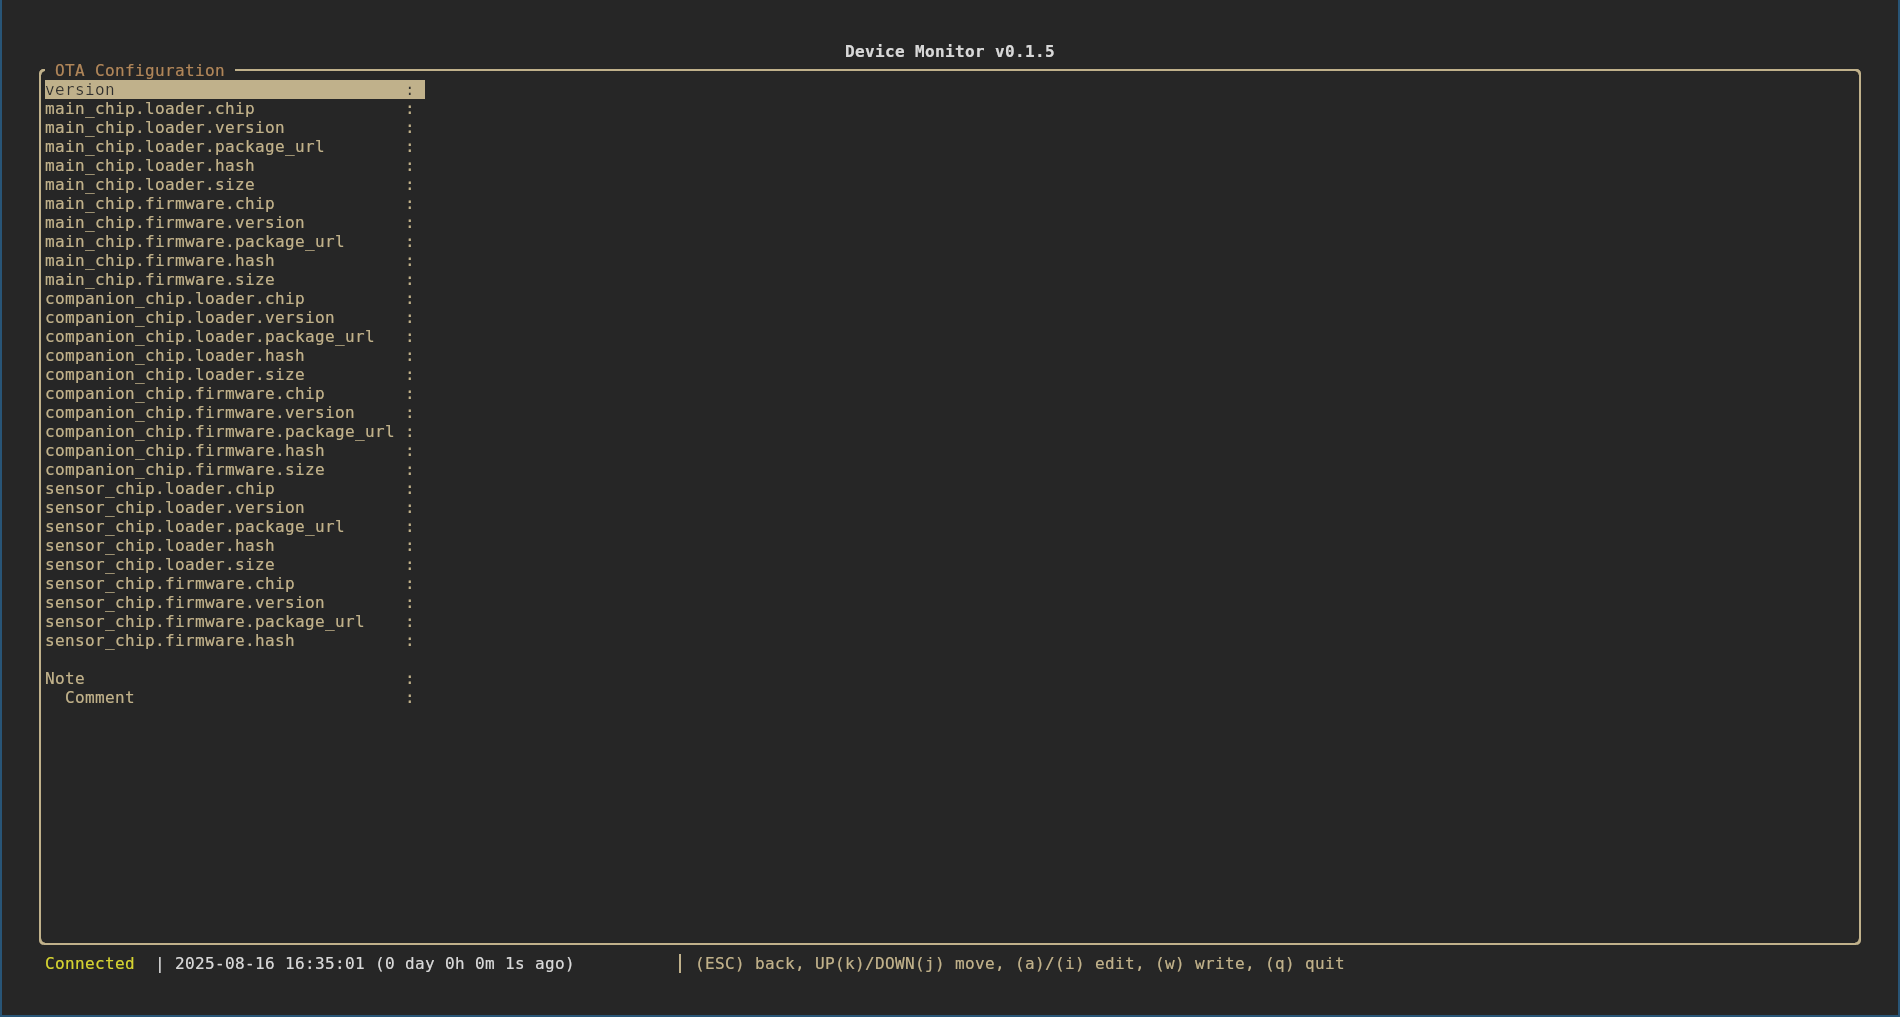 Device Monitor v0.1.5
OTA Configuration
version :
main_chip.loader.chip :
main_chip.loader.version :
main_chip.loader.package_url :
main_chip.loader.hash :
main_chip.loader.size :
main_chip.firmware.chip :
main_chip.firmware.version :
main_chip.firmware.package_url :
main_chip.firmware.hash :
main_chip.firmware.size :
companion_chip.loader.chip :
companion_chip.loader.version :
companion_chip.loader.package_url :
companion_chip.loader.hash :
companion_chip.loader.size :
companion_chip.firmware.chip :
companion_chip.firmware.version :
companion_chip.firmware.package_url :
companion_chip.firmware.hash :
companion_chip.firmware.size :
sensor_chip.loader.chip :
sensor_chip.loader.version :
sensor_chip.loader.package_url :
sensor_chip.loader.hash :
sensor_chip.loader.size :
sensor_chip.firmware.chip :
sensor_chip.firmware.version :
sensor_chip.firmware.package_url :
sensor_chip.firmware.hash :
Note :
Comment :
Connected | 2025-08-16 16:35:01 (0 day 0h 0m 1s ago) | (ESC) back, UP(k)/DOWN(j) move, (a)/(i) edit, (w) write, (q) quit